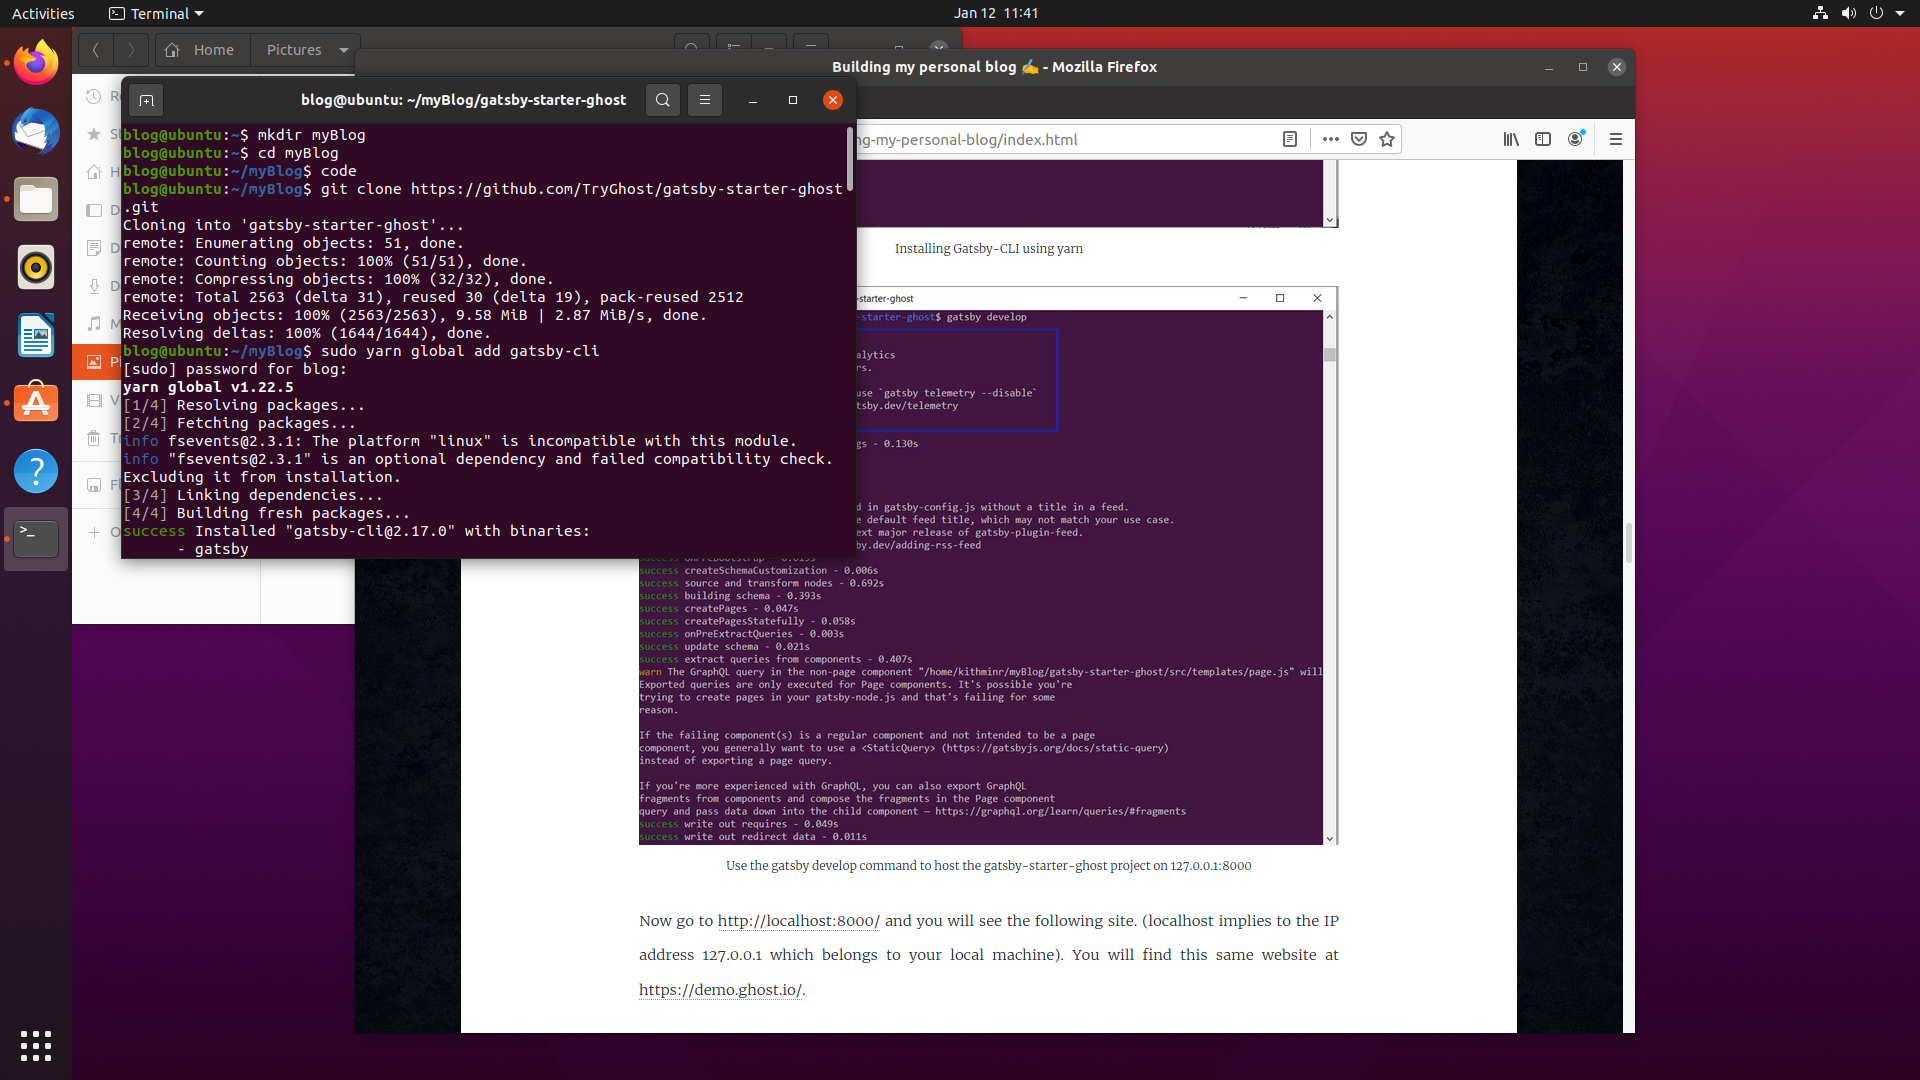 Activities
Terminal
Jan 12 11:41
Home
Pictures
Building my personal blog ✍ - Mozilla Firefox
blog@ubuntu: ~/myBlog/gatsby-starter-ghost
ng-my-personal-blog/index.html
blog@ubuntu:~$ mkdir myBlog
blog@ubuntu:~$ cd myBlog
blog@ubuntu:~/myBlog$ code
blog@ubuntu:~/myBlog$ git clone https://github.com/TryGhost/gatsby-starter-ghost
.git
Cloning into 'gatsby-starter-ghost'...
remote: Enumerating objects: 51, done.
remote: Counting objects: 100% (51/51), done.
remote: Compressing objects: 100% (32/32), done.
remote: Total 2563 (delta 31), reused 30 (delta 19), pack-reused 2512
Receiving objects: 100% (2563/2563), 9.58 MiB | 2.87 MiB/s, done.
Resolving deltas: 100% (1644/1644), done.
blog@ubuntu:~/myBlog$ sudo yarn global add gatsby-cli
[sudo] password for blog:
yarn global v1.22.5
[1/4] Resolving packages...
[2/4] Fetching packages...
info fsevents@2.3.1: The platform "linux" is incompatible with this module.
info "fsevents@2.3.1" is an optional dependency and failed compatibility check.
Excluding it from installation.
[3/4] Linking dependencies...
[4/4] Building fresh packages...
success Installed "gatsby-cli@2.17.0" with binaries:
- gatsby
Installing Gatsby-CLI using yarn
-starter-ghost
-starter-ghost$ gatsby develop
alytics
rs.
use `gatsby telemetry --disable`
tsby.dev/telemetry
gs - 0.130s
d in gatsby-config.js without a title in a feed.
e default feed title, which may not match your use case.
ext major release of gatsby-plugin-feed.
by.dev/adding-rss-feed
success onPreBootstrap - 0.019s
success createSchemaCustomization - 0.006s
success source and transform nodes - 0.692s
success building schema - 0.393s
success createPages - 0.047s
success createPagesStatefully - 0.058s
success onPreExtractQueries - 0.003s
success update schema - 0.021s
success extract queries from components - 0.407s
warn The GraphQL query in the non-page component "/home/kithminr/myBlog/gatsby-starter-ghost/src/templates/page.js" will
Exported queries are only executed for Page components. It's possible you're
trying to create pages in your gatsby-node.js and that's failing for some
reason.
If the failing component(s) is a regular component and not intended to be a page
component, you generally want to use a <StaticQuery> (https://gatsbyjs.org/docs/static-query)
instead of exporting a page query.
If you're more experienced with GraphQL, you can also export GraphQL
fragments from components and compose the fragments in the Page component
query and pass data down into the child component — https://graphql.org/learn/queries/#fragments
success write out requires - 0.049s
success write out redirect data - 0.011s
Use the gatsby develop command to host the gatsby-starter-ghost project on 127.0.0.1:8000
Now go to http://localhost:8000/ and you will see the following site. (localhost implies to the IP
address 127.0.0.1 which belongs to your local machine). You will find this same website at
https://demo.ghost.io/.